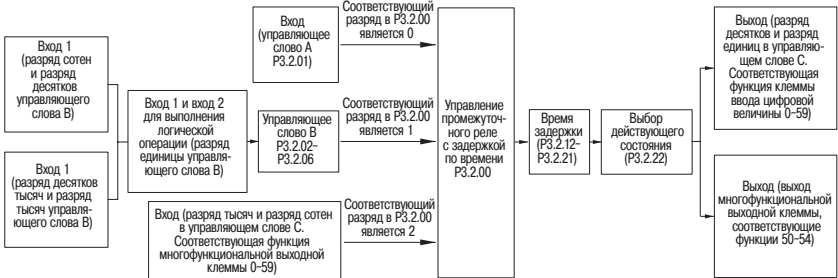 Вход 1
(разряд сотен
и разряд
десятков
управляющего
слова B)
Вход 1
(разряд десятков
тысяч и разряд
тысяч управля-
ющего слова B)
Вход 1 и вход 2
для выполнения
логической
операции (разряд
единицы управля-
ющего слова B)
Вход
(управляющее
слово A
P3.2.01)
Соответствующий
разряд в P3.2.00
является 0
Управляющее
слово B
P3.2.02~
P3.2.06
Соответствующий
разряд в P3.2.00
является 1
Вход (разряд тысяч и разряд сотен
в управляющем слове C.
Соответствующая функция
многофункциональной выходной
клеммы 0~59)
Соответствующий
разряд в P3.2.00
является 2
Управление
промежуточ-
ного реле
с задержкой
по времени
P3.2.00
Время
задержки
(P3.2.12~
P3.2.21)
Выбор
действующего
состояния
(P3.2.22)
Выход (разряд
десятков и разряд
единиц в управляю-
щем слове C.
Соответствующая
функция клеммы
ввода цифровой
величины 0~59)
Выход (выход
многофункциональной
выходной клеммы,
соответствующие
функции 50~54)